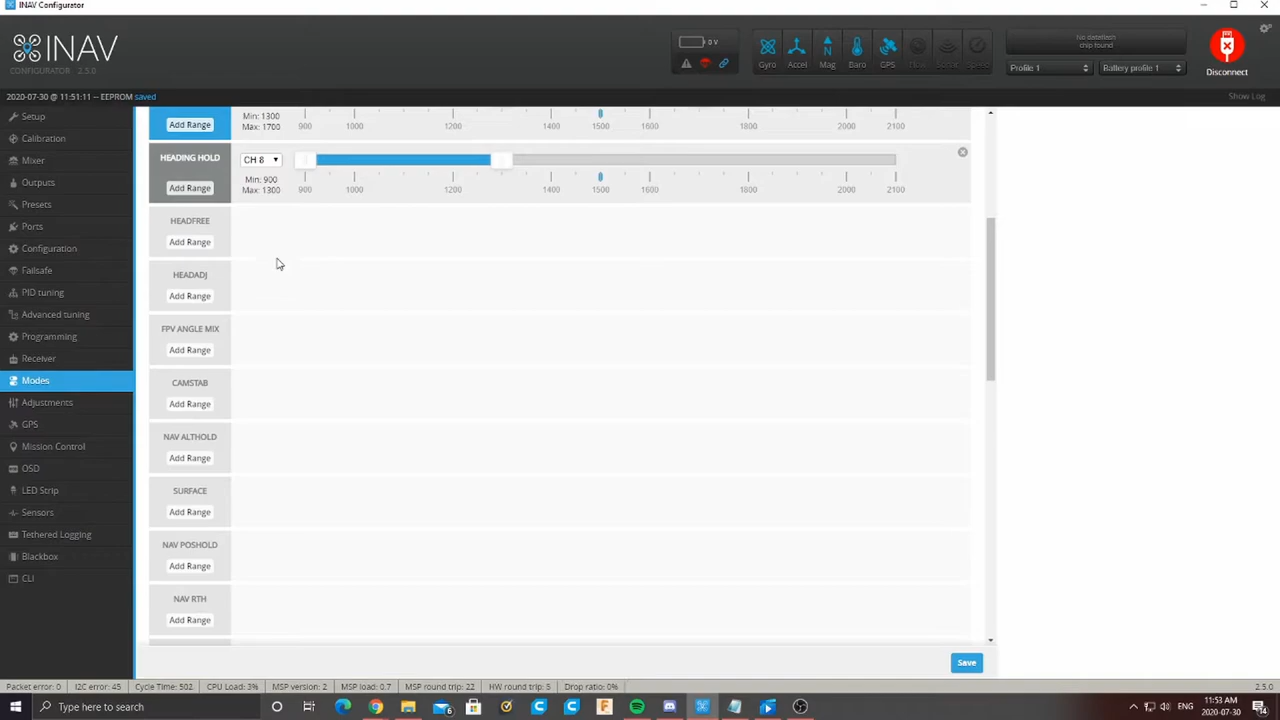 INAV Configurator
INAV
CONFIGURATOR 2.5.0
0 V
Gyro Accel Mag Baro GPS
No dataflash chip found
Profile 1
Battery profile 1
Disconnect
2020-07-30 @ 11:51:11 -- EEPROM saved
Show Log
Setup
Calibration
Mixer
Outputs
Presets
Ports
Configuration
Failsafe
PID tuning
Advanced tuning
Programming
Receiver
Modes
Adjustments
GPS
Mission Control
OSD
LED Strip
Sensors
Tethered Logging
Blackbox
CLI
Add Range
Min: 1300
Max: 1700
900 1000 1200 1400 1500 1600 1800 2000 2100
HEADING HOLD
Add Range
CH 8
Min: 900
Max: 1300
900 1000 1200 1400 1500 1600 1800 2000 2100
HEADFREE
Add Range
HEADADJ
Add Range
FPV ANGLE MIX
Add Range
CAMSTAB
Add Range
NAV ALTHOLD
Add Range
SURFACE
Add Range
NAV POSHOLD
Add Range
NAV RTH
Add Range
Save
Packet error: 0 I2C error: 45 Cycle Time: 502 CPU Load: 3% MSP version: 2 MSP load: 0.7 MSP round trip: 22 HW round trip: 5 Drop ratio: 0% 2.5.0
Type here to search
6
ENG
11:53 AM
2020-07-30
14